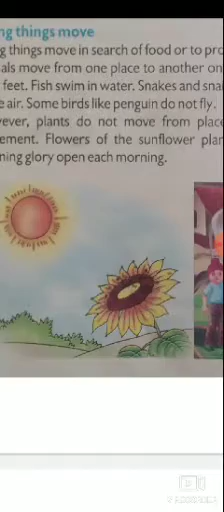 ng things move
g things move in search of food or to pro
als move from one place to another on
feet. Fish swim in water. Snakes and sna
e air. Some birds like penguin do not fly.
ever, plants do not move from place
ement. Flowers of the sunflower plan
ning glory open each morning.